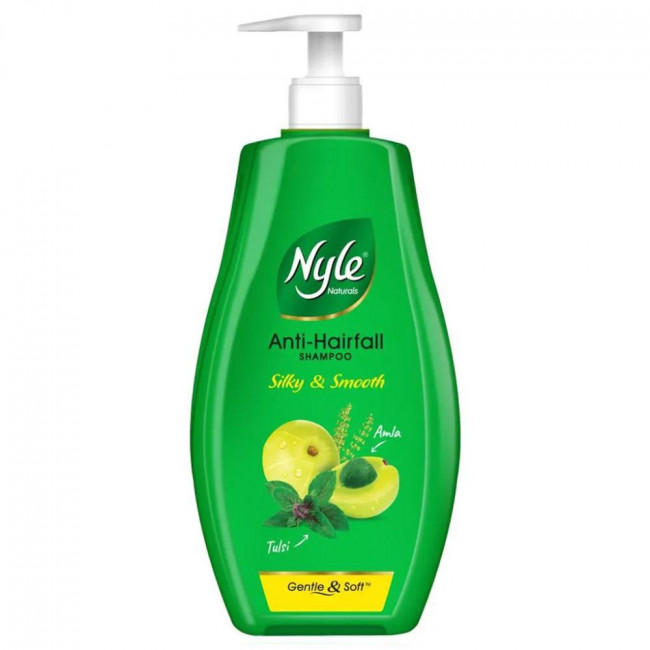 Nyle®
Naturals
Anti-Hairfall
SHAMPOO
Silky & Smooth
Amla
Tulsi
Gentle & Soft™